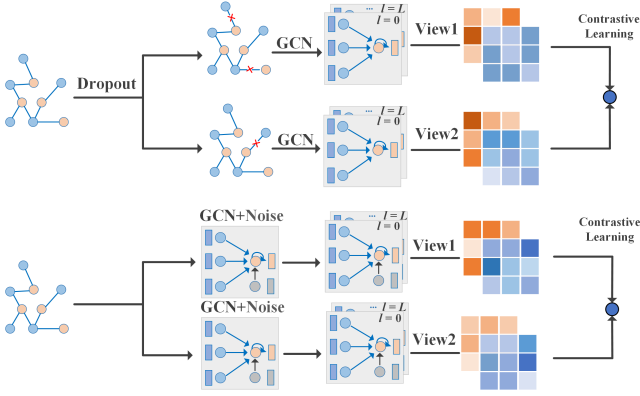 Dropout
GCN
... l = L
l = 0
View1
Contrastive
Learning
GCN
... l = L
l = 0
View2
GCN+Noise
... l = L
l = 0
View1
Contrastive
Learning
GCN+Noise
... l = L
l = 0
View2